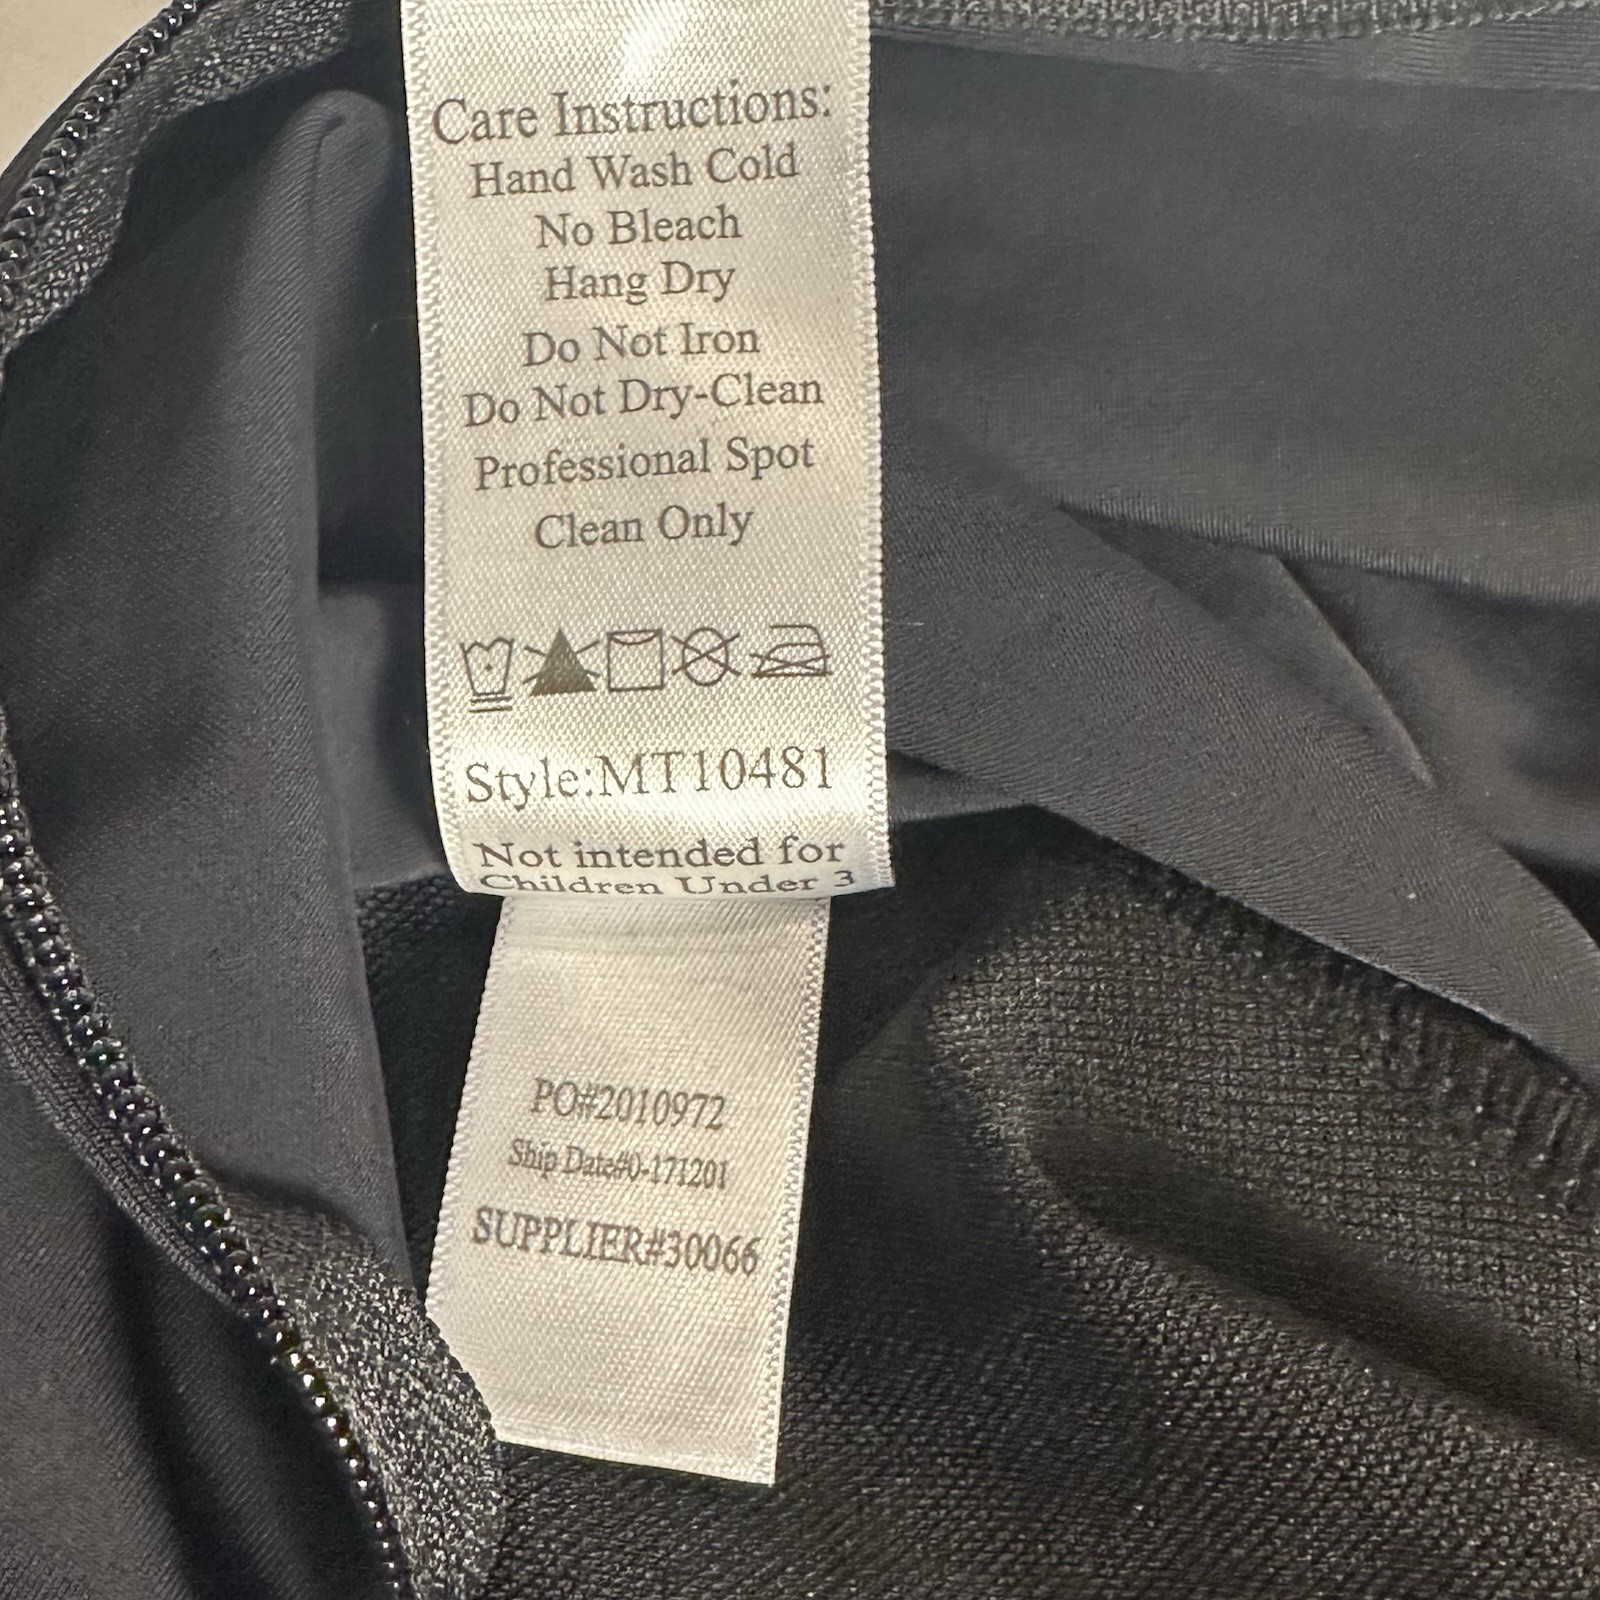 Care Instructions:
Hand Wash Cold
No Bleach
Hang Dry
Do Not Iron
Do Not Dry-Clean
Professional Spot
Clean Only
Style:MT10481
Not intended for
Children Under 3
PO#2010972
Ship Date#0-171201
SUPPLIER#30066